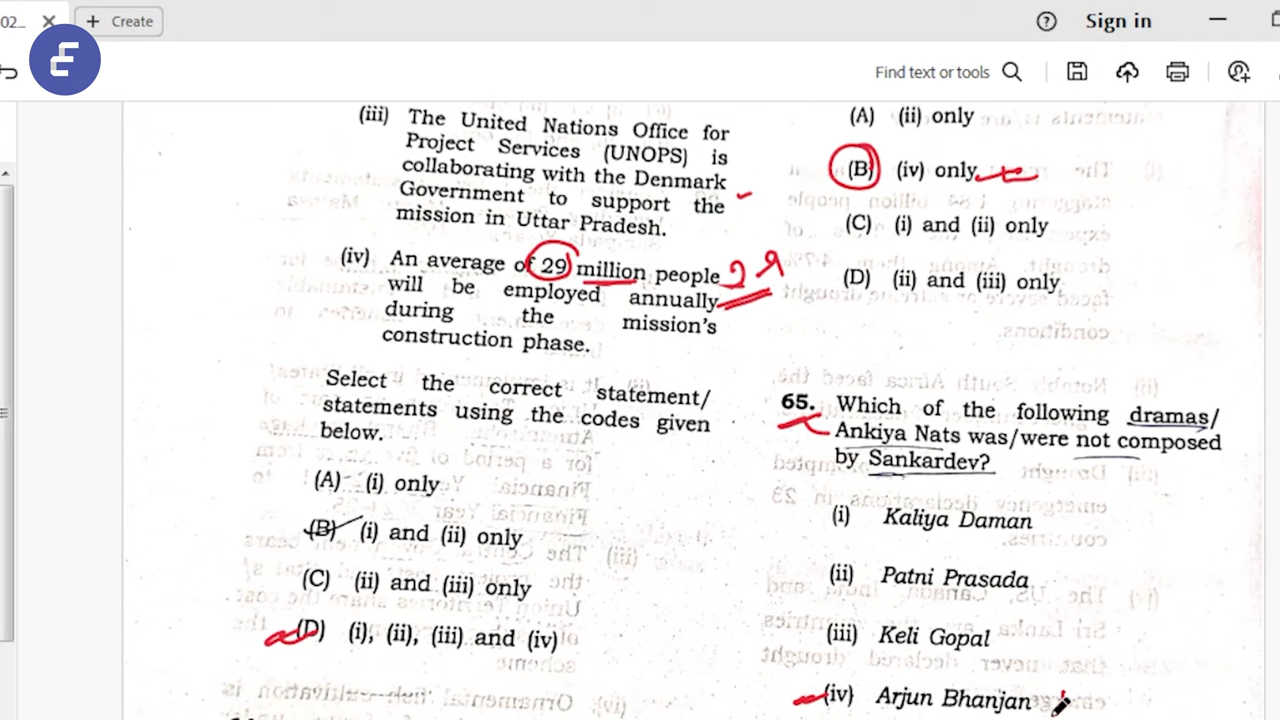 02_
Create
Sign in
Find text or tools
(iii) The United Nations Office for
Project Services (UNOPS) is
collaborating with the Denmark
Government to support the
mission in Uttar Pradesh.
(iv) An average of 29 million people
will be employed annually
during the mission's
construction phase.
Select the correct statement/
statements using the codes given
below.
(A) (i) only
(B) (i) and (ii) only
(C) (ii) and (iii) only
(D) (i), (ii), (iii) and (iv)
(A) (ii) only
(B) (iv) only
(C) (i) and (ii) only
(D) (ii) and (iii) only
65. Which of the following dramas/
Ankiya Nats was/were not composed
by Sankardev?
(i) Kaliya Daman
(ii) Patni Prasada
(iii) Keli Gopal
(iv) Arjun Bhanjan